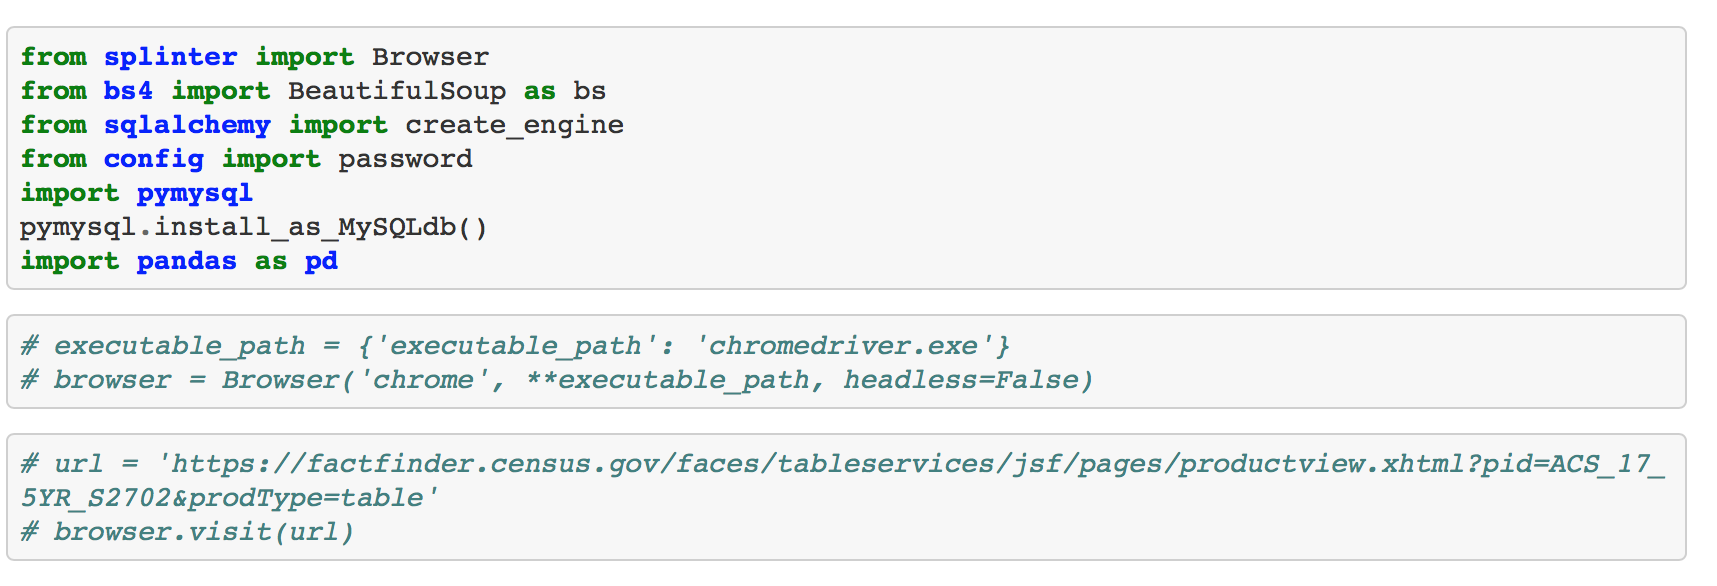 from splinter import Browser
from bs4 import BeautifulSoup as bs
from sqlalchemy import create_engine
from config import password
import pymysql
pymysql.install_as_MySQLdb()
import pandas as pd
# executable_path = {'executable_path': 'chromedriver.exe'}
# browser = Browser('chrome', **executable_path, headless=False)
# url = 'https://factfinder.census.gov/faces/tableservices/jsf/pages/productview.xhtml?pid=ACS_17_
5YR_S2702&prodType=table'
# browser.visit(url)